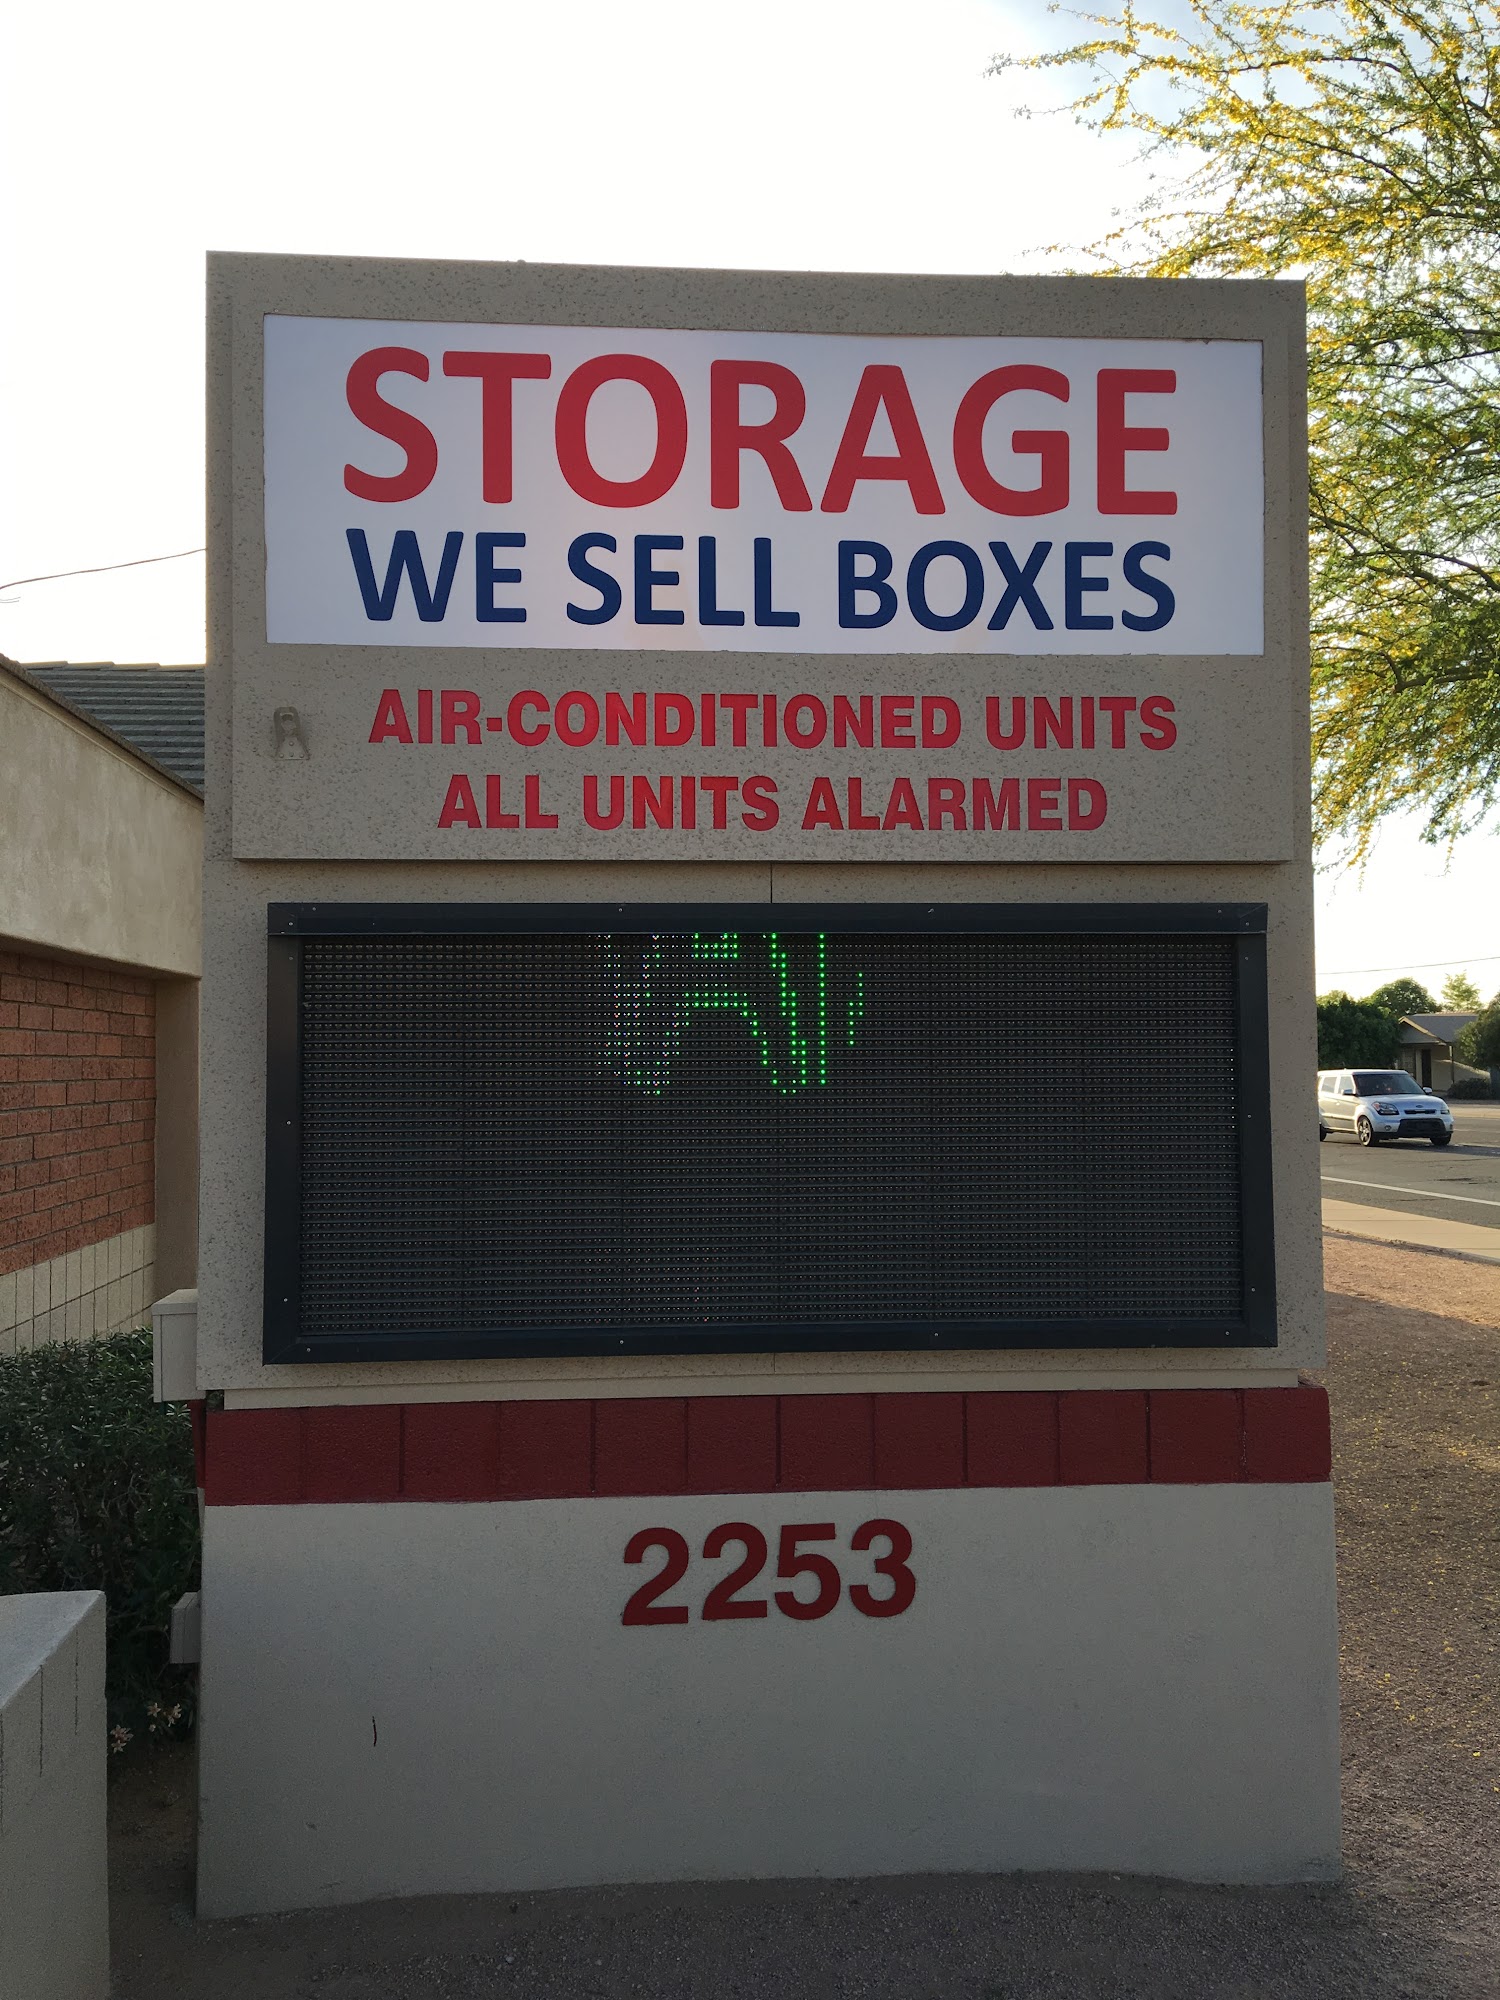 STORAGE
WE SELL BOXES
AIR-CONDITIONED UNITS
ALL UNITS ALARMED
2253